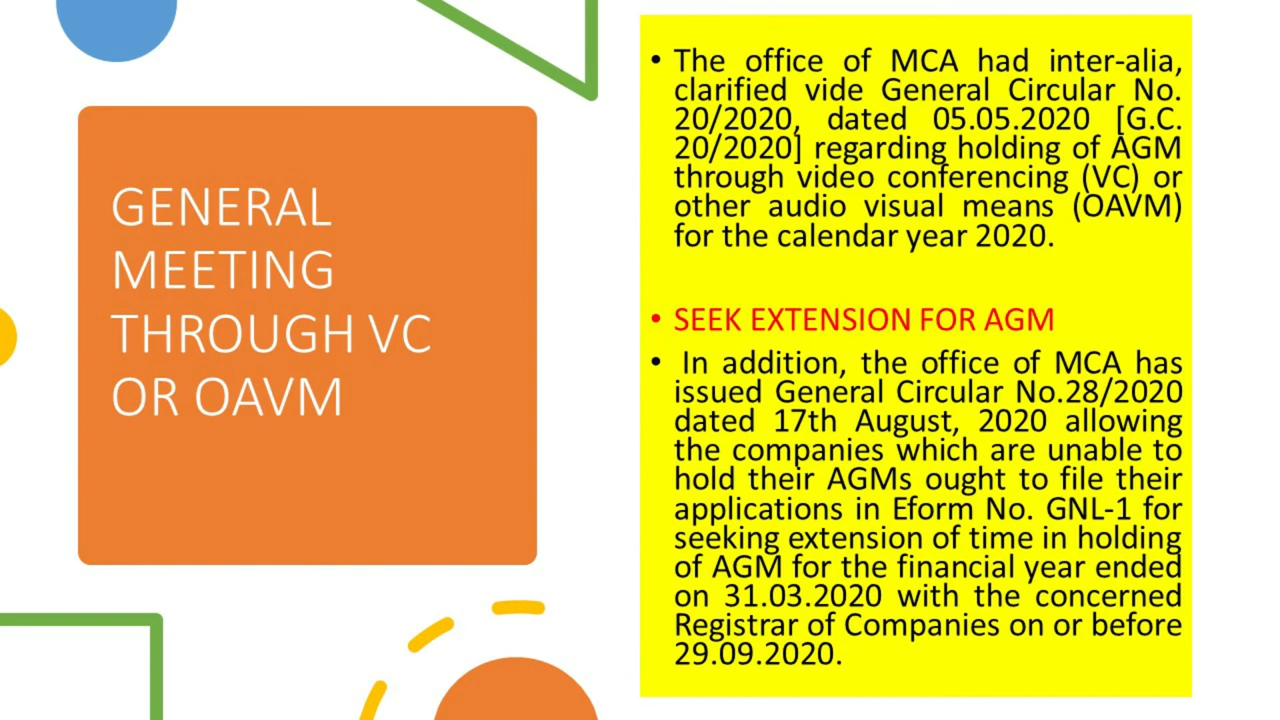 GENERAL
MEETING
THROUGH VC
OR OAVM
• The office of MCA had inter-alia,
clarified vide General Circular No.
20/2020, dated 05.05.2020 [G.C.
20/2020] regarding holding of AGM
through video conferencing (VC) or
other audio visual means (OAVM)
for the calendar year 2020.
• SEEK EXTENSION FOR AGM
• In addition, the office of MCA has
issued General Circular No.28/2020
dated 17th August, 2020 allowing
the companies which are unable to
hold their AGMs ought to file their
applications in Eform No. GNL-1 for
seeking extension of time in holding
of AGM for the financial year ended
on 31.03.2020 with the concerned
Registrar of Companies on or before
29.09.2020.